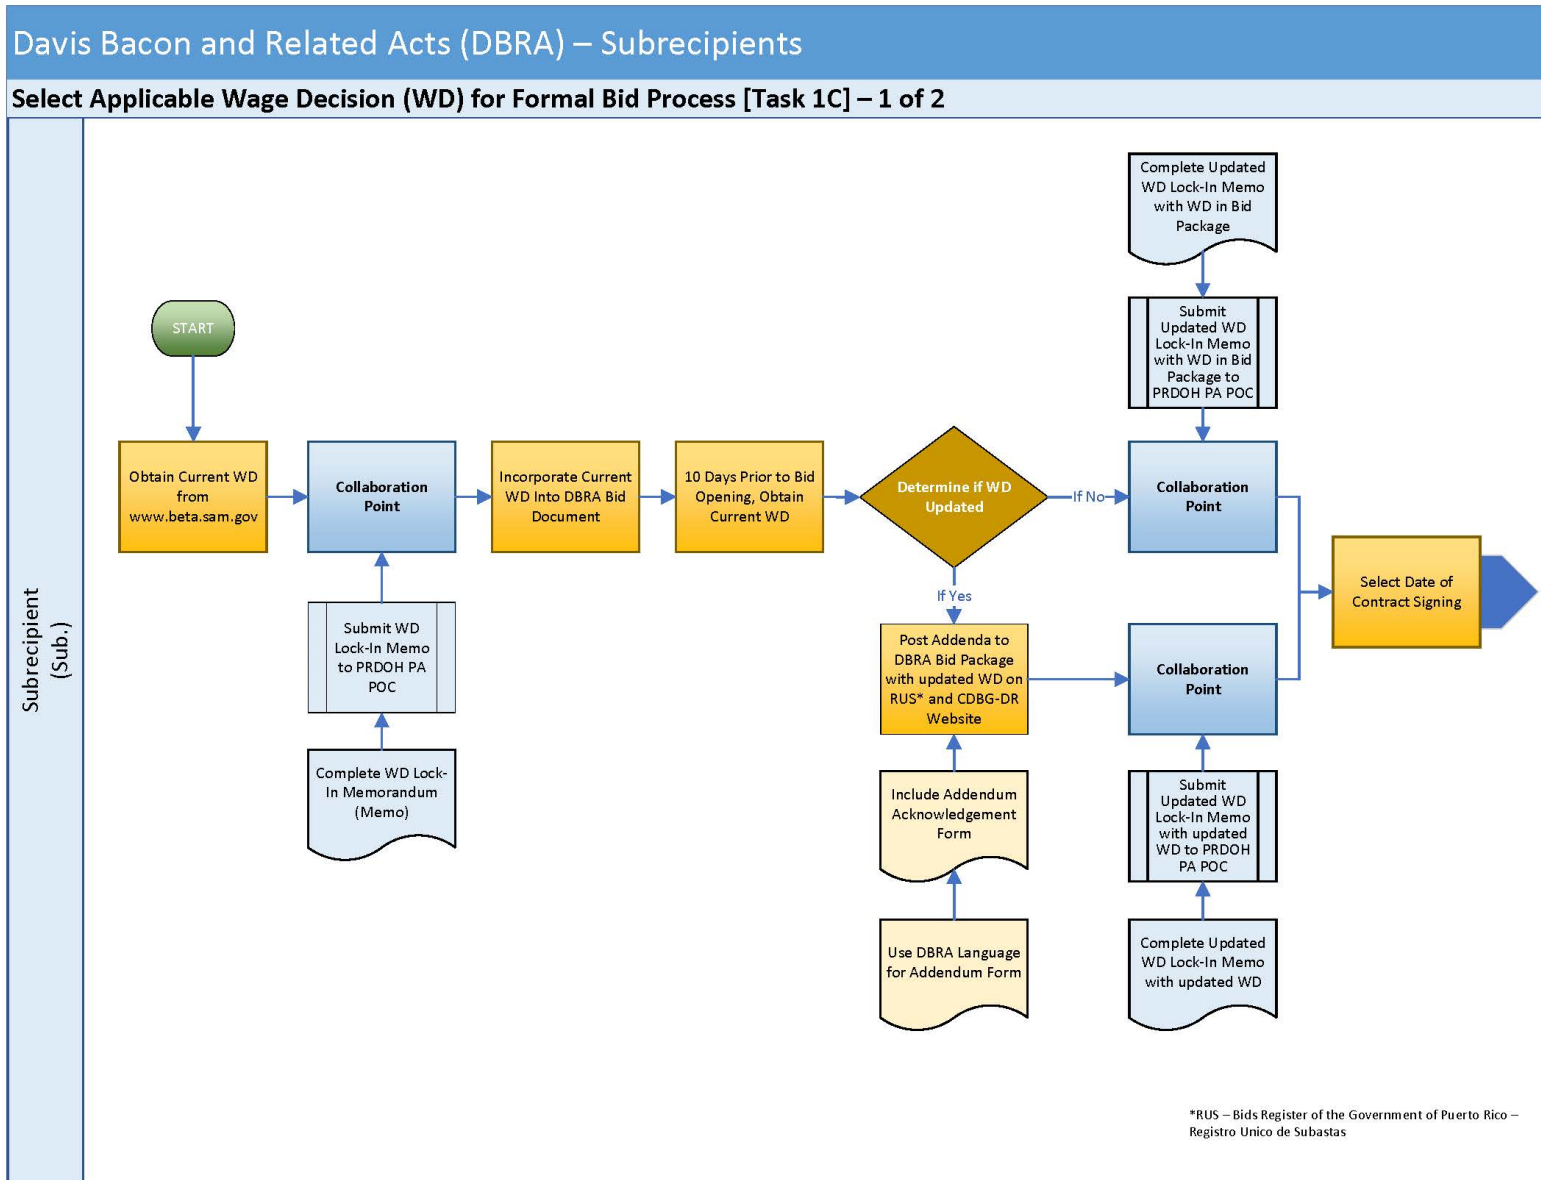 Davis Bacon and Related Acts (DBRA) – Subrecipients
Select Applicable Wage Decision (WD) for Formal Bid Process [Task 1C] – 1 of 2
Subrecipient
(Sub.)
START
Obtain Current WD
from
www.beta.sam.gov
Collaboration
Point
Submit WD
Lock-In Memo
to PRDOH PA
POC
Complete WD Lock-
In Memorandum
(Memo)
Incorporate Current
WD Into DBRA Bid
Document
10 Days Prior to Bid
Opening, Obtain
Current WD
Determine if WD
Updated
If No
If Yes
Post Addenda to
DBRA Bid Package
with updated WD on
RUS* and CDBG-DR
Website
Include Addendum
Acknowledgement
Form
Use DBRA Language
for Addendum Form
Complete Updated
WD Lock-In Memo
with WD in Bid
Package
Submit
Updated WD
Lock-In Memo
with WD in Bid
Package to
PRDOH PA POC
Collaboration
Point
Collaboration
Point
Submit
Updated WD
Lock-In Memo
with updated
WD to PRDOH
PA POC
Complete Updated
WD Lock-In Memo
with updated WD
Select Date of
Contract Signing
*RUS – Bids Register of the Government of Puerto Rico –
Registro Unico de Subastas